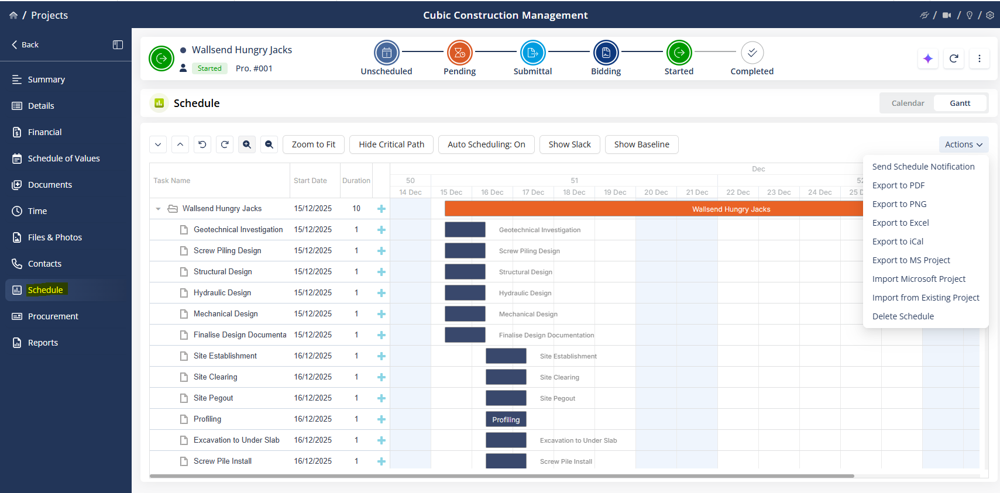 / Projects
Cubic Construction Management
/ / /
Back
Summary
Details
Financial
Schedule of Values
Documents
Time
Files & Photos
Contacts
Schedule
Procurement
Reports
Wallsend Hungry Jacks
Started Pro. #001
Unscheduled Pending Submittal Bidding Started Completed
Schedule
Calendar Gantt
Zoom to Fit Hide Critical Path Auto Scheduling: On Show Slack Show Baseline Actions
Send Schedule Notification
Export to PDF
Export to PNG
Export to Excel
Export to iCal
Export to MS Project
Import Microsoft Project
Import from Existing Project
Delete Schedule
Task Name Start Date Duration
Dec
50 51 52
14 Dec 15 Dec 16 Dec 17 Dec 18 Dec 19 Dec 20 Dec 21 Dec 22 Dec 23 Dec 24 Dec 25 D
Wallsend Hungry Jacks 15/12/2025 10 Wallsend Hungry Jacks
Geotechnical Investigation 15/12/2025 1 Geotechnical Investigation
Screw Piling Design 15/12/2025 1 Screw Piling Design
Structural Design 15/12/2025 1 Structural Design
Hydraulic Design 15/12/2025 1 Hydraulic Design
Mechanical Design 15/12/2025 1 Mechanical Design
Finalise Design Documenta 15/12/2025 1 Finalise Design Documentation
Site Establishment 16/12/2025 1 Site Establishment
Site Clearing 16/12/2025 1 Site Clearing
Site Pegout 16/12/2025 1 Site Pegout
Profiling 16/12/2025 1 Profiling
Excavation to Under Slab 16/12/2025 1 Excavation to Under Slab
Screw Pile Install 16/12/2025 1 Screw Pile Install